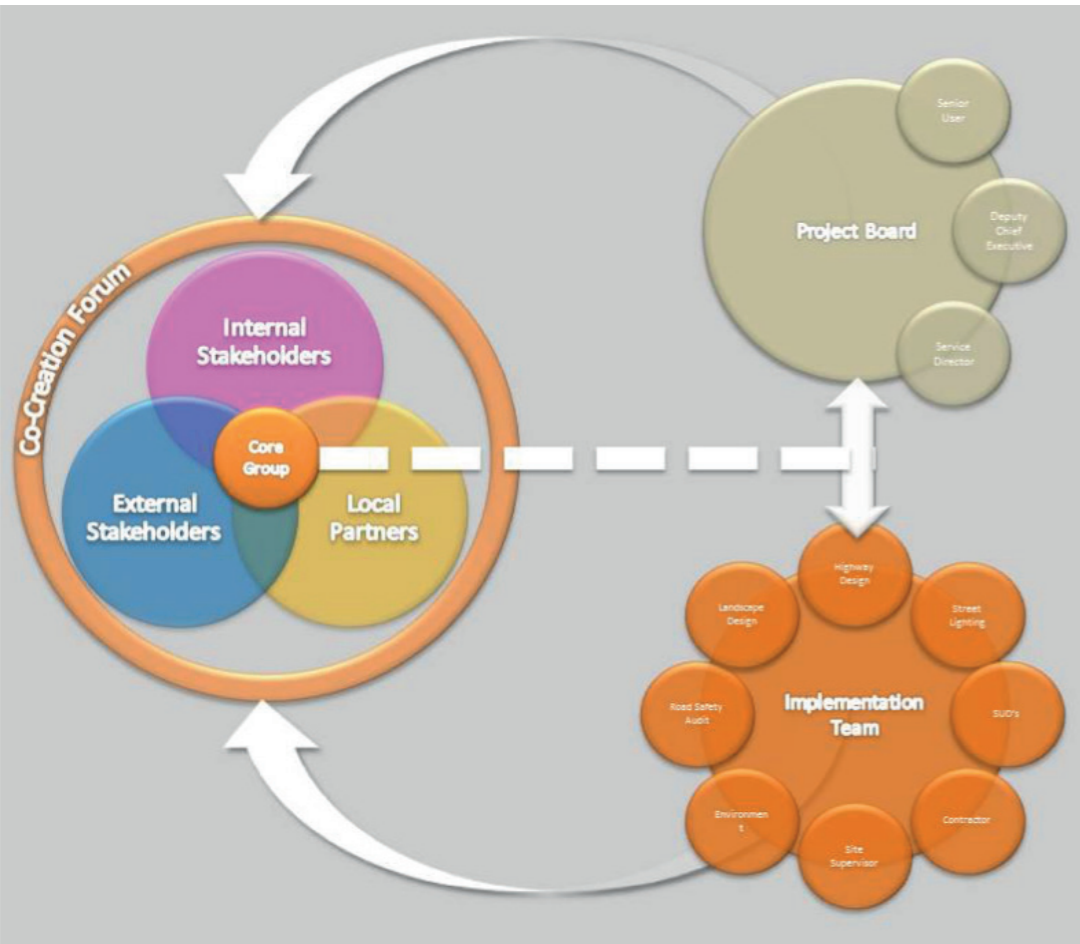 Co-Creation Forum
Internal
Stakeholders
Core
Group
External
Stakeholders
Local
Partners
Project Board
Senior
User
Deputy
Chief
Executive
Service
Director
Implementation
Team
Highway
Design
Street
Lighting
SUD's
Contractor
Site
Supervisor
Environmen
t
Road Safety
Audit
Landscape
Design